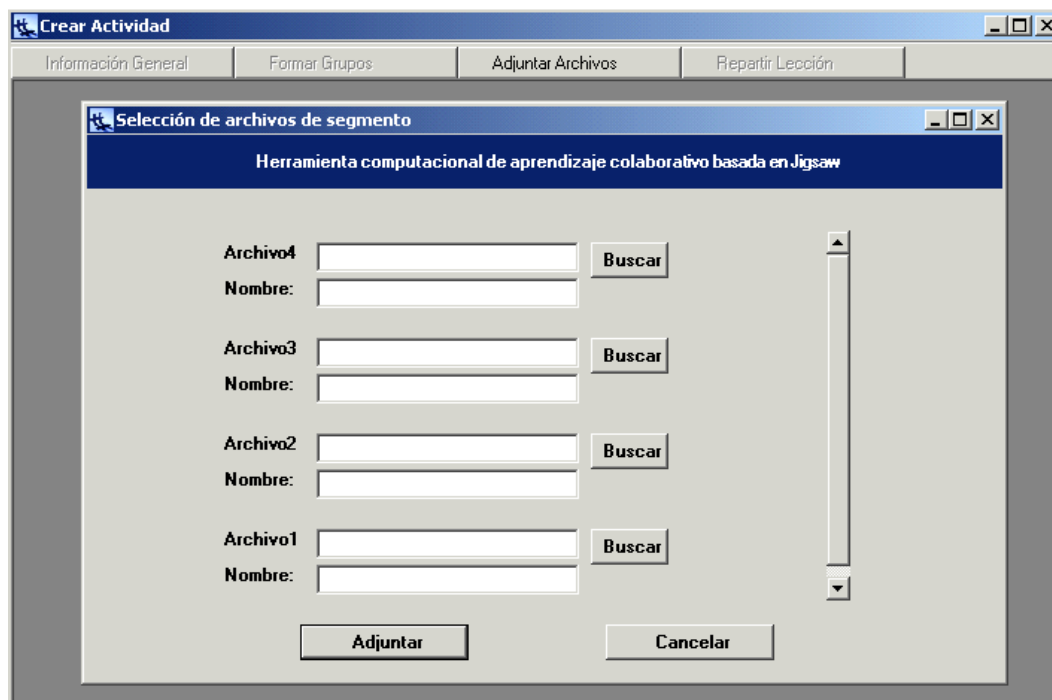 Crear Actividad
Información General Formar Grupos Adjuntar Archivos Repartir Lección
Selección de archivos de segmento
Herramienta computacional de aprendizaje colaborativo basada en Jigsaw
Archivo4 Buscar
Nombre:
Archivo3 Buscar
Nombre:
Archivo2 Buscar
Nombre:
Archivo1 Buscar
Nombre:
Adjuntar Cancelar